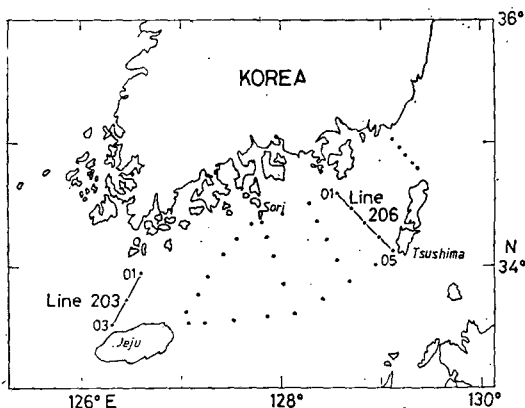 36°
KOREA
01
Line
206
Sori
05
Tsushima
N
34°
01
Line 203
03
Jeju
126°E
128°
130°